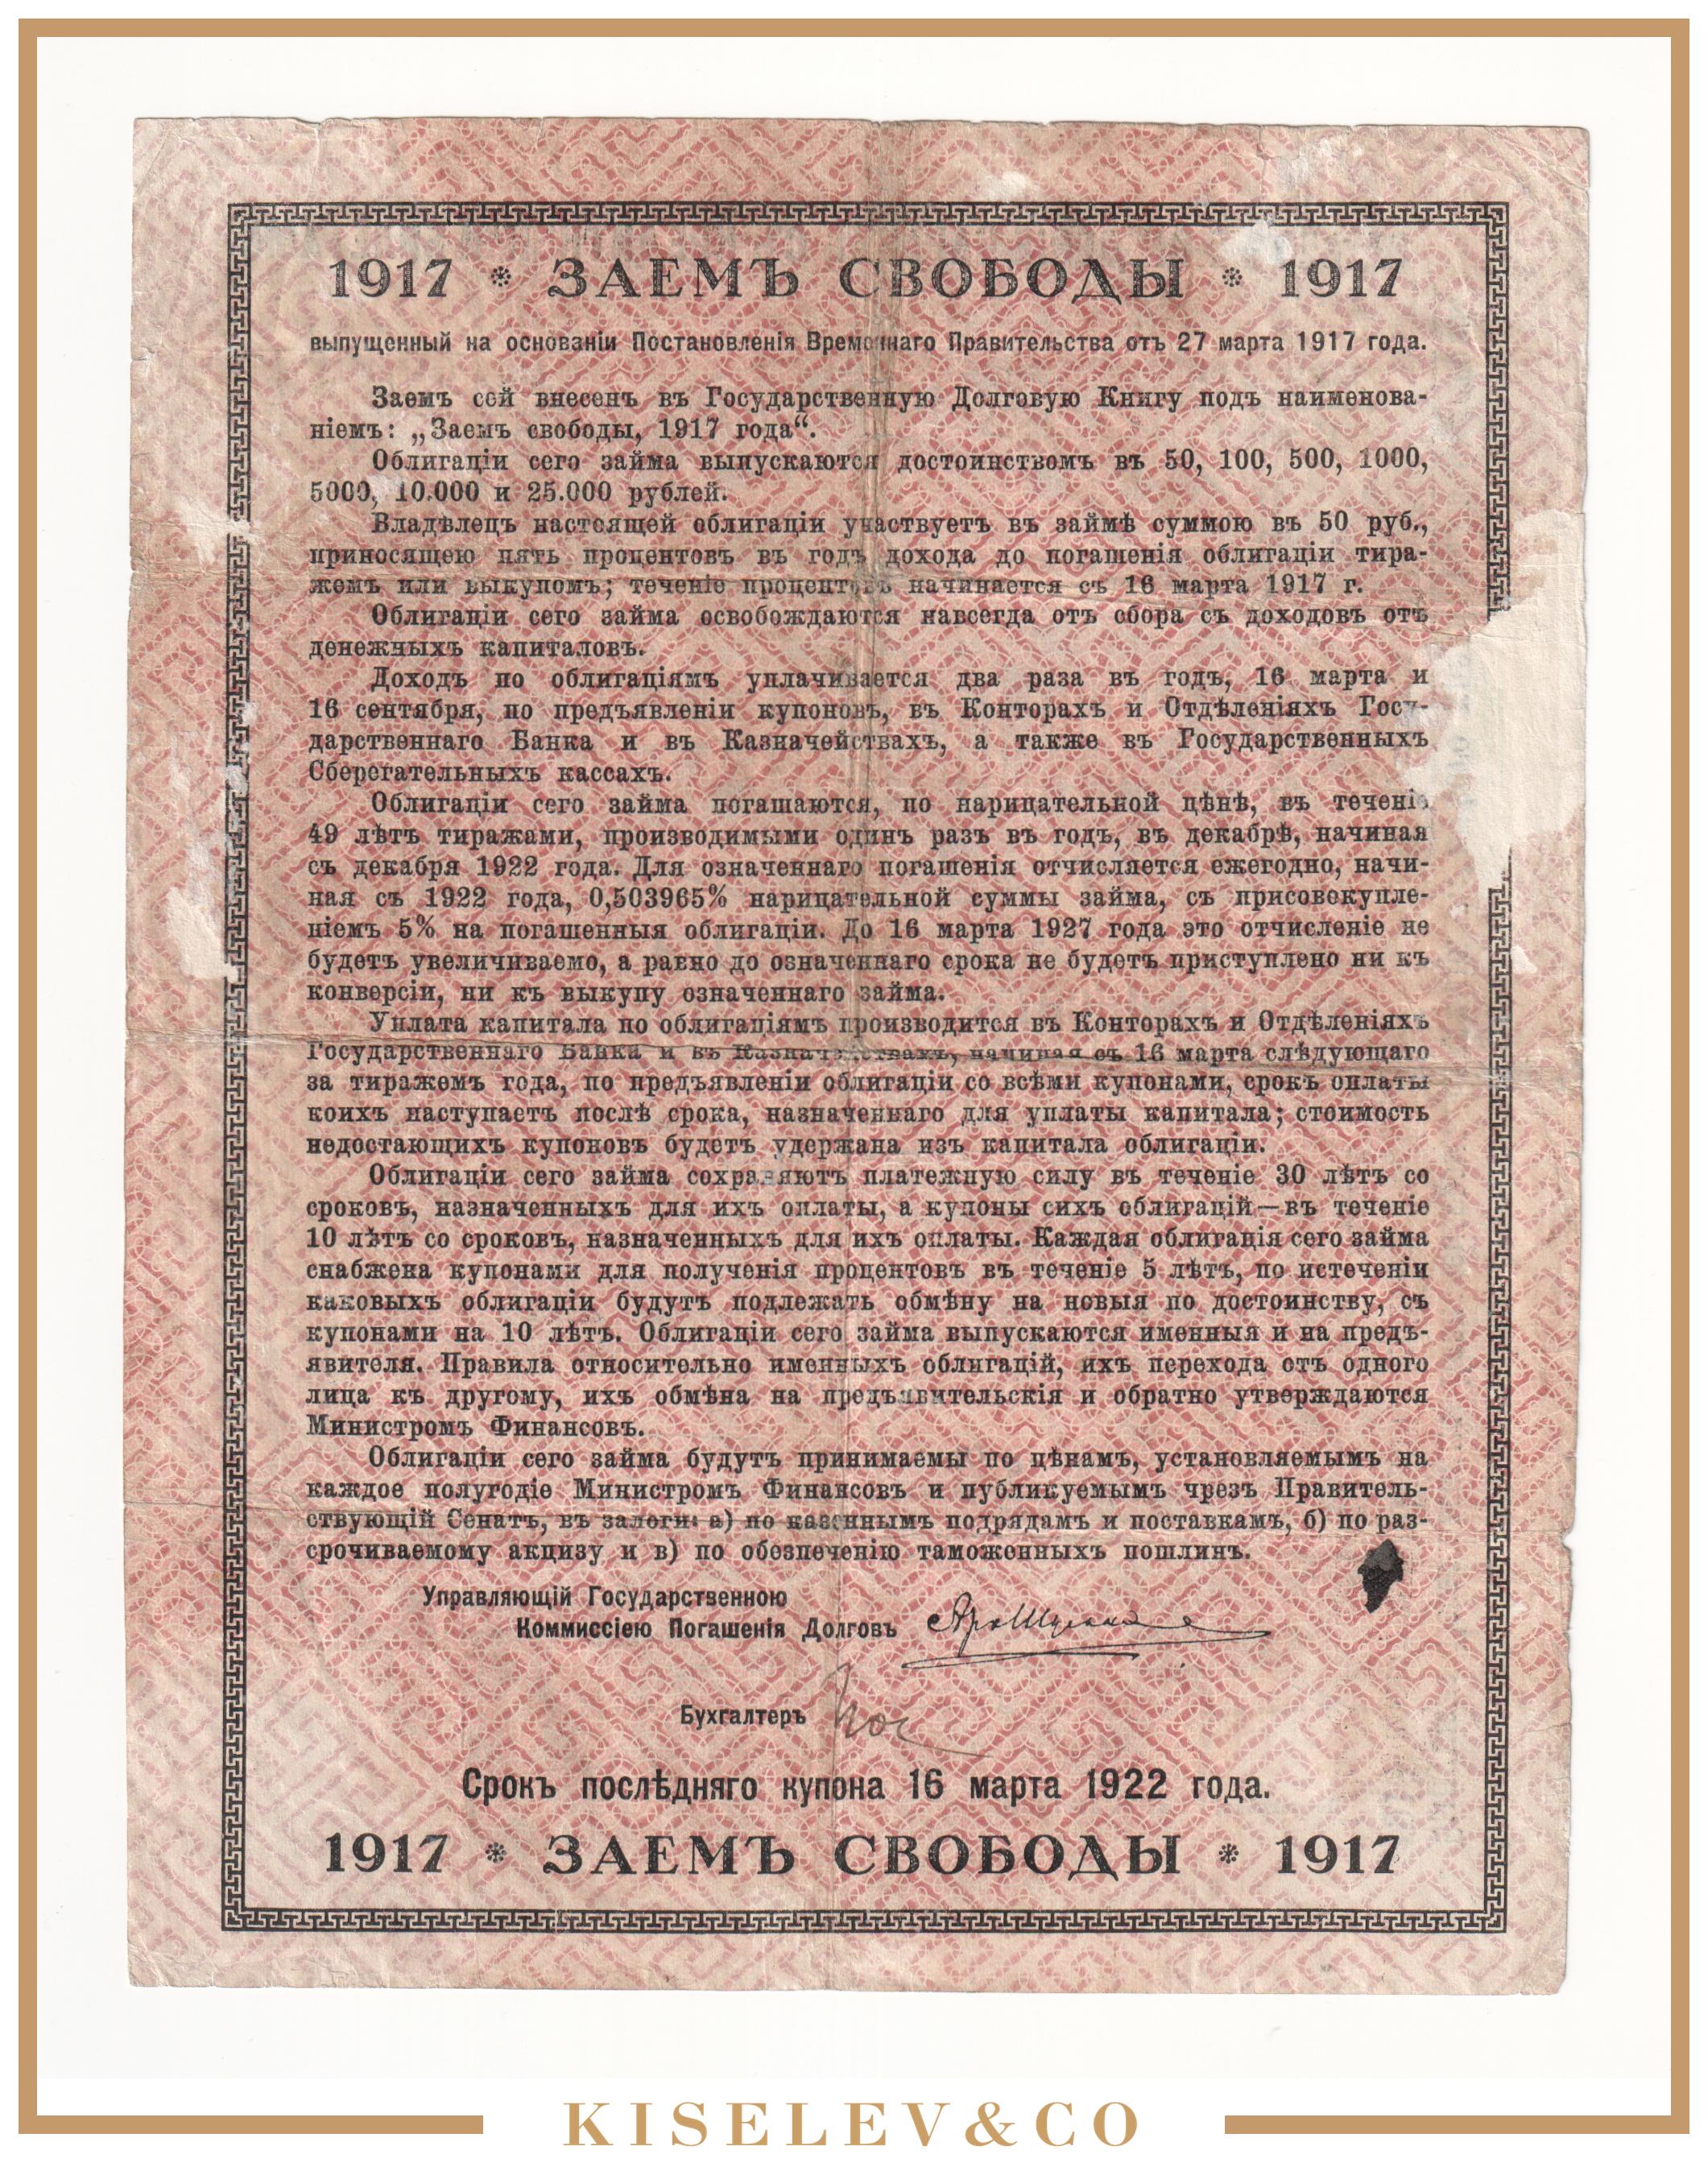 1917 * ЗАЕМЪ СВОБОДЫ * 1917
выпущенный на основаніи Постановленія Временнаго Правительства отъ 27 марта 1917 года.
Заемъ сей внесенъ въ Государственную Долговую Книгу подъ наименова-
ніемъ: „Заемъ свободы, 1917 года“.
Облигаціи сего займа выпускаются достоинствомъ въ 50, 100, 500, 1000,
5000, 10.000 и 25.000 рублей.
Владѣлецъ настоящей облигаціи участвуетъ въ займѣ суммою въ 50 руб.,
приносящею пять процентовъ въ годъ дохода до погашенія облигаціи тира-
жемъ или выкупомъ; теченіе процентовъ начинается съ 16 марта 1917 г.
Облигаціи сего займа освобождаются навсегда отъ сбора съ доходовъ отъ
денежныхъ капиталовъ.
Доходъ по облигаціямъ уплачивается два раза въ годъ, 16 марта и
16 сентября, по предъявленіи купоновъ, въ Конторахъ и Отдѣленіяхъ Госу-
дарственнаго Банка и въ Казначействахъ, а также въ Государственныхъ
Сберегательныхъ кассахъ.
Облигаціи сего займа погашаются, по нарицательной цѣнѣ, въ теченіе
49 лѣтъ тиражами, производимыми одинъ разъ въ годъ, въ декабрѣ, начиная
съ декабря 1922 года. Для означеннаго погашенія отчисляется ежегодно, начи-
ная съ 1922 года, 0,503965% нарицательной суммы займа, съ присовокупле-
ніемъ 5% на погашенныя облигаціи. До 16 марта 1927 года это отчисленіе не
будетъ увеличиваемо, а равно до означеннаго срока не будетъ приступлено ни къ
конверсіи, ни къ выкупу означеннаго займа.
Уплата капитала по облигаціямъ производится въ Конторахъ и Отдѣленіяхъ
Государственнаго Банка и въ Казначействахъ, начиная съ 16 марта слѣдующаго
за тиражемъ года, по предъявленіи облигаціи со всѣми купонами, срокъ оплаты
коихъ наступаетъ послѣ срока, назначеннаго для уплаты капитала; стоимость
недостающихъ купоновъ будетъ удержана изъ капитала облигаціи.
Облигаціи сего займа сохраняютъ платежную силу въ теченіе 30 лѣтъ со
сроковъ, назначенныхъ для ихъ оплаты, а купоны сихъ облигацій—въ теченіе
10 лѣтъ со сроковъ, назначенныхъ для ихъ оплаты. Каждая облигація сего займа
снабжена купонами для полученія процентовъ въ теченіе 5 лѣтъ, по истеченіи
каковыхъ облигаціи будутъ подлежать обмѣну на новыя по достоинству, съ
купонами на 10 лѣтъ. Облигаціи сего займа выпускаются именныя и на предъ-
явителя. Правила относительно именныхъ облигацій, ихъ перехода отъ одного
лица къ другому, ихъ обмѣна на предъявительскія и обратно утверждаются
Министромъ Финансовъ.
Облигаціи сего займа будутъ принимаемы по цѣнамъ, установляемымъ на
каждое полугодіе Министромъ Финансовъ и публикуемымъ чрезъ Правитель-
ствующій Сенатъ, въ залоги: а) по казеннымъ подрядамъ и поставкамъ, б) по раз-
срочиваемому акцизу и в) по обезпеченію таможенныхъ пошлинъ.
Управляющій Государственною
Коммиссіею Погашенія Долговъ
Бухгалтеръ
Срокъ послѣдняго купона 16 марта 1922 года.
1917 * ЗАЕМЪ СВОБОДЫ * 1917
KISELEV&CO